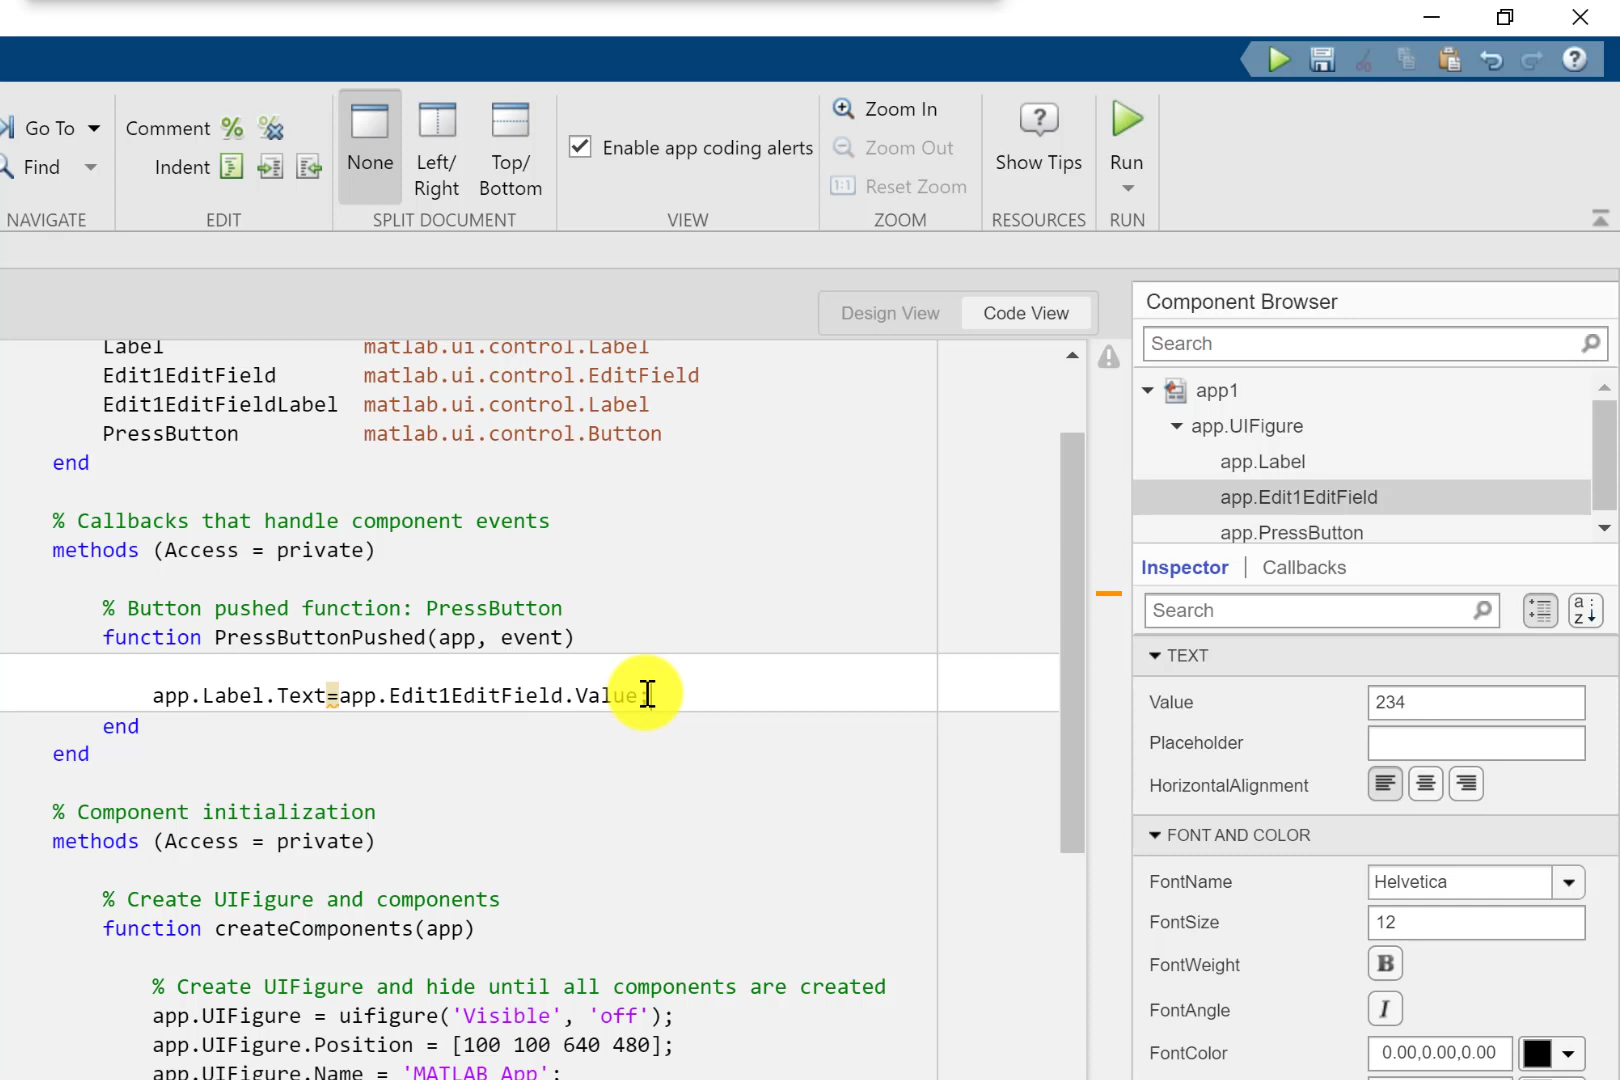 Go To
Comment
Find
Indent
None
Left/
Right
Top/
Bottom
Enable app coding alerts
Zoom In
Zoom Out
1:1 Reset Zoom
Show Tips
Run
NAVIGATE
EDIT
SPLIT DOCUMENT
VIEW
ZOOM
RESOURCES
RUN
Design View
Code View
Label matlab.ui.control.Label
Edit1EditField matlab.ui.control.EditField
Edit1EditFieldLabel matlab.ui.control.Label
PressButton matlab.ui.control.Button
end
% Callbacks that handle component events
methods (Access = private)
% Button pushed function: PressButton
function PressButtonPushed(app, event)
app.Label.Text=app.Edit1EditField.Value;
end
end
% Component initialization
methods (Access = private)
% Create UIFigure and components
function createComponents(app)
% Create UIFigure and hide until all components are created
app.UIFigure = uifigure('Visible', 'off');
app.UIFigure.Position = [100 100 640 480];
app.UIFigure.Name = 'MATLAB App';
Component Browser
Search
app1
app.UIFigure
app.Label
app.Edit1EditField
app.PressButton
Inspector | Callbacks
Search
TEXT
Value 234
Placeholder
HorizontalAlignment
FONT AND COLOR
FontName Helvetica
FontSize 12
FontWeight B
FontAngle I
FontColor 0.00,0.00,0.00